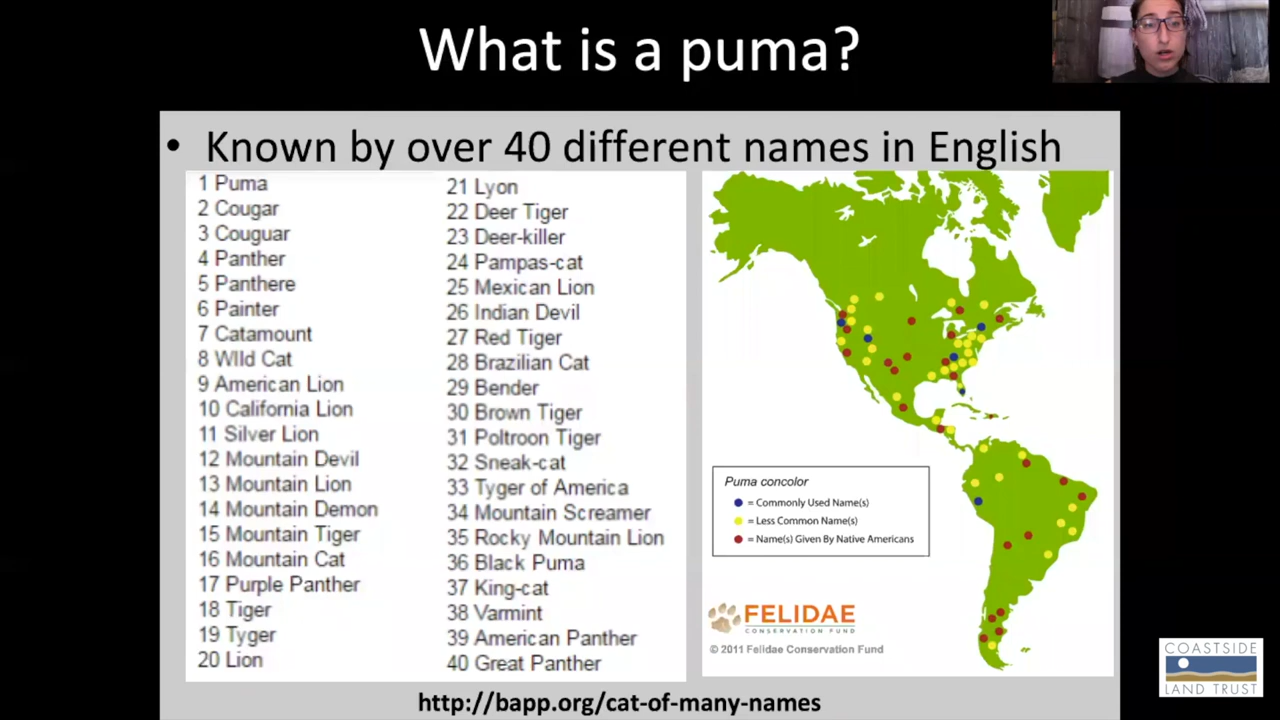 What is a puma?
• Known by over 40 different names in English
1 Puma
2 Cougar
3 Couguar
4 Panther
5 Panthere
6 Painter
7 Catamount
8 WIld Cat
9 American Lion
10 California Lion
11 Silver Lion
12 Mountain Devil
13 Mountain Lion
14 Mountain Demon
15 Mountain Tiger
16 Mountain Cat
17 Purple Panther
18 Tiger
19 Tyger
20 Lion
21 Lyon
22 Deer Tiger
23 Deer-killer
24 Pampas-cat
25 Mexican Lion
26 Indian Devil
27 Red Tiger
28 Brazilian Cat
29 Bender
30 Brown Tiger
31 Poltroon Tiger
32 Sneak-cat
33 Tyger of America
34 Mountain Screamer
35 Rocky Mountain Lion
36 Black Puma
37 King-cat
38 Varmint
39 American Panther
40 Great Panther
Puma concolor
= Commonly Used Name(s)
= Less Common Name(s)
= Name(s) Given By Native Americans
FELIDAE
CONSERVATION FUND
© 2011 Felidae Conservation Fund
http://bapp.org/cat-of-many-names
COASTSIDE
LAND TRUST